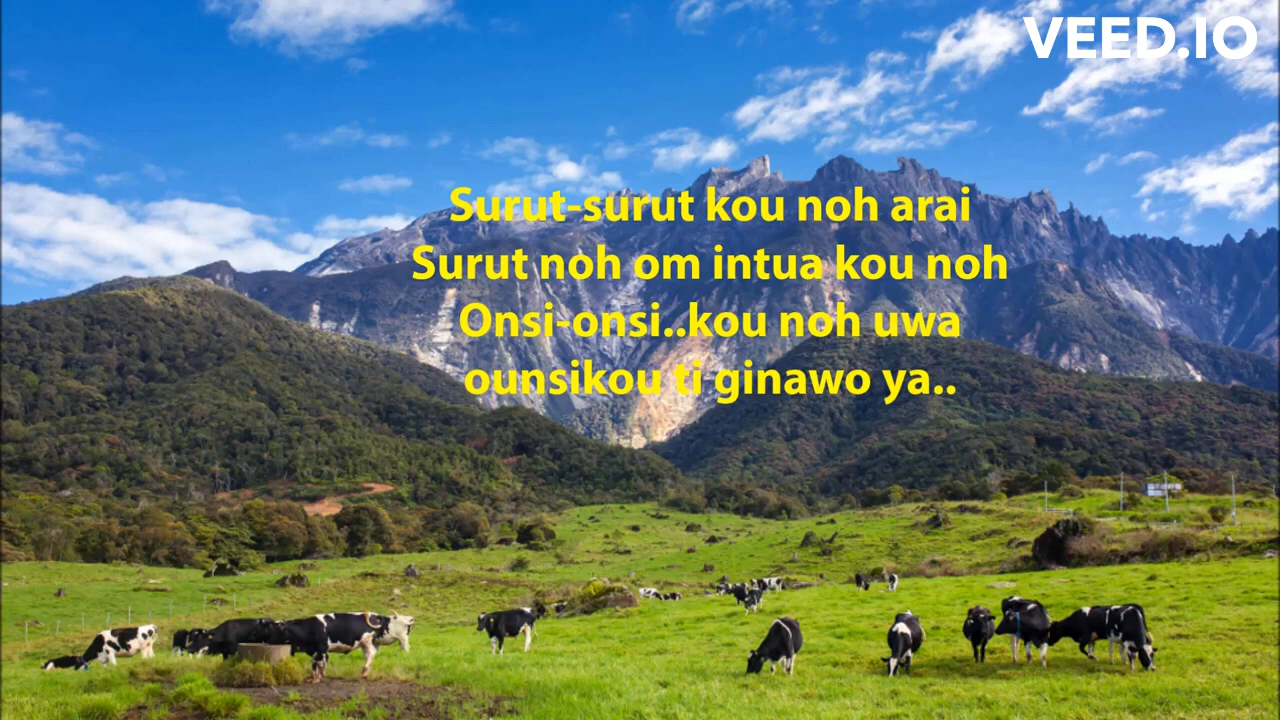 VEED.IO
Surut-surut kou noh arai
Surut noh om intua kou noh
Onsi-onsi..kou noh uwa
ounsikou ti ginawo ya..